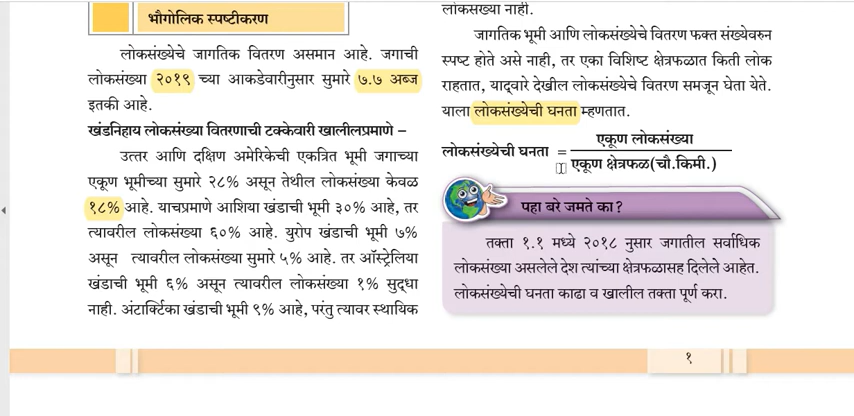 भौगोलिक स्पष्टीकरण
लोकसंख्येचे जागतिक वितरण असमान आहे. जगाची
लोकसंख्या २०१९ च्या आकडेवारीनुसार सुमारे ७.७ अब्ज
इतकी आहे.
खंडनिहाय लोकसंख्या वितरणाची टक्केवारी खालीलप्रमाणे –
उत्तर आणि दक्षिण अमेरिकेची एकत्रित भूमी जगाच्या
एकूण भूमीच्या सुमारे २८% असून तेथील लोकसंख्या केवळ
१८% आहे. याचप्रमाणे आशिया खंडाची भूमी ३०% आहे, तर
त्यावरील लोकसंख्या ६०% आहे. युरोप खंडाची भूमी ७%
असून त्यावरील लोकसंख्या सुमारे ५% आहे. तर ऑस्ट्रेलिया
खंडाची भूमी ६% असून त्यावरील लोकसंख्या १% सुद्धा
नाही. अंटार्क्टिका खंडाची भूमी ९% आहे, परंतु त्यावर स्थायिक
लोकसंख्या नाही.
जागतिक भूमी आणि लोकसंख्येचे वितरण फक्त संख्येवरुन
स्पष्ट होते असे नाही, तर एका विशिष्ट क्षेत्रफळात किती लोक
राहतात, याद्वारे देखील लोकसंख्येचे वितरण समजून घेता येते.
याला लोकसंख्येची घनता म्हणतात.
लोकसंख्येची घनता = एकूण लोकसंख्या
एकूण क्षेत्रफळ(चौ.किमी.)
पहा बरे जमते का?
तक्ता १.१ मध्ये २०१८ नुसार जगातील सर्वाधिक
लोकसंख्या असलेले देश त्यांच्या क्षेत्रफळासह दिलेले आहेत.
लोकसंख्येची घनता काढा व खालील तक्ता पूर्ण करा.
१